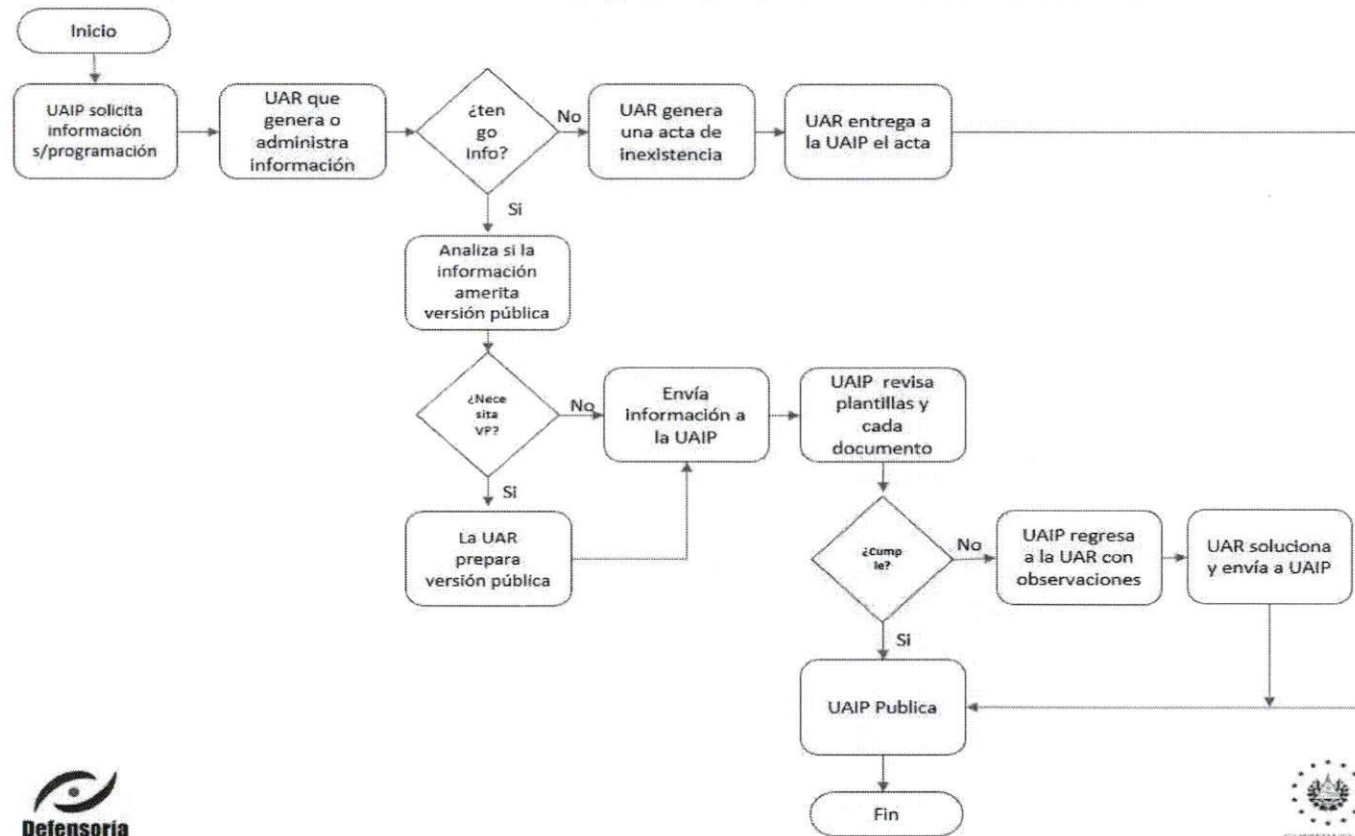 Inicio
UAIP solicita
información
s/programación
UAR que
genera o
administra
información
¿ten
go
Info?
No
UAR genera
una acta de
inexistencia
UAR entrega a
la UAIP el acta
Si
Analiza si la
información
amerita
versión pública
¿Nece
sita
VP?
No
Envía
información a
la UAIP
UAIP revisa
plantillas y
cada
documento
Si
La UAR
prepara
versión pública
¿Cump
le?
No
UAIP regresa
a la UAR con
observaciones
UAR soluciona
y envía a UAIP
Si
UAIP Publica
Fin
Defensoría